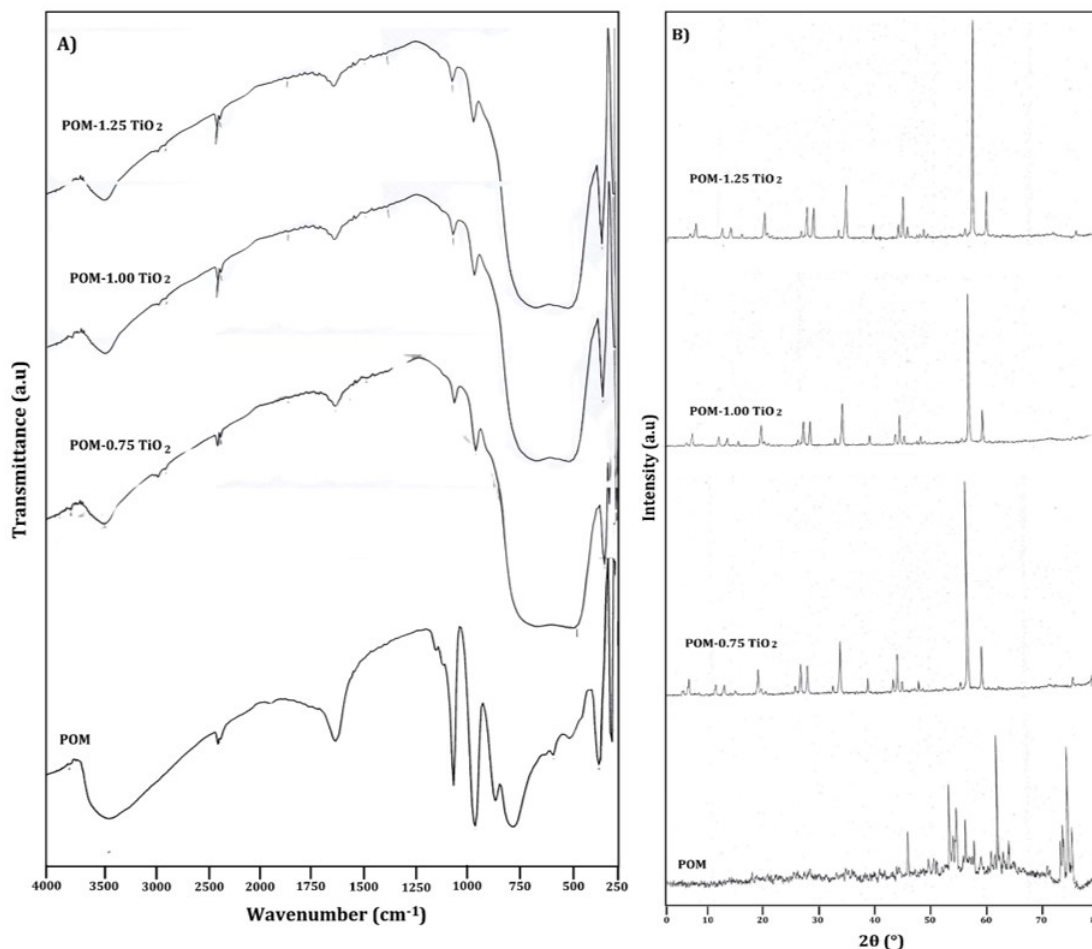 A)
POM-1.25 TiO2
POM-1.00 TiO2
POM-0.75 TiO2
POM
Transmittance (a.u)
4000 3500 3000 2500 2000 1750 1500 1250 1000 750 500 250
Wavenumber (cm-1)
B)
POM-1.25 TiO2
POM-1.00 TiO2
POM-0.75 TiO2
POM
Intensity (a.u)
0 10 20 30 40 50 60 70 80
2θ (°)